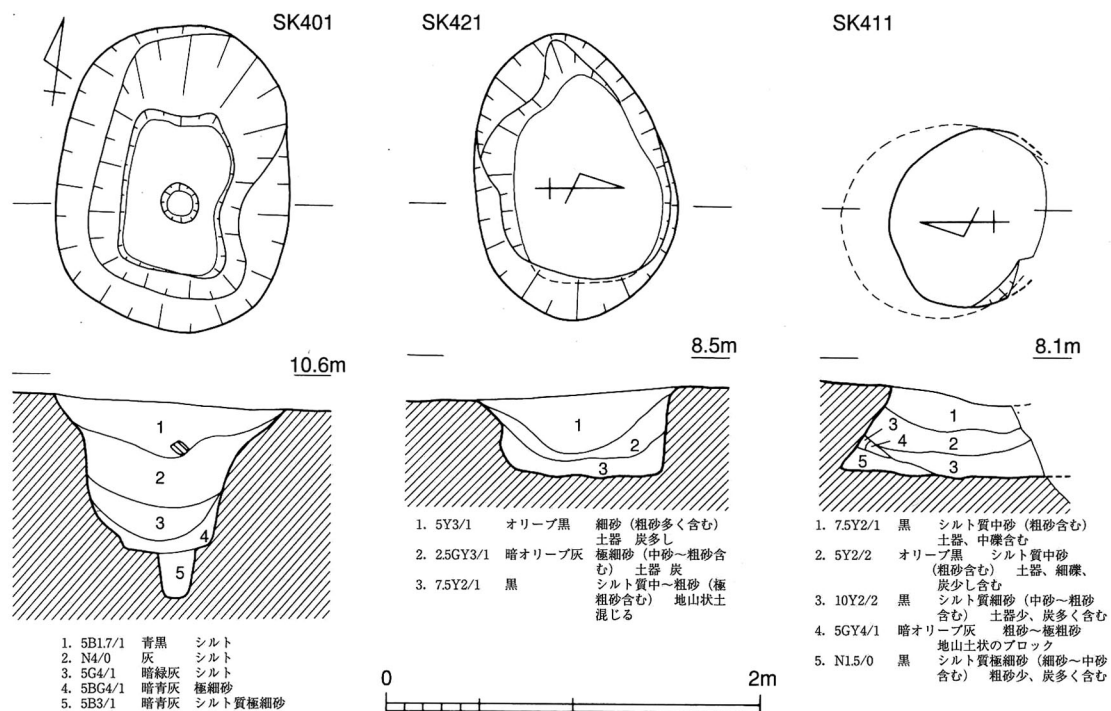 SK401
SK421
SK411
10.6m
1
2
3
4
5
1. 5B1.7/1 青黒 シルト
2. N4/0 灰 シルト
3. 5G4/1 暗緑灰 シルト
4. 5BG4/1 暗青灰 極細砂
5. 5B3/1 暗青灰 シルト質極細砂
8.5m
1
2
3
1. 5Y3/1 オリーブ黒 細砂（粗砂多く含む）
土器 炭多し
2. 2.5GY3/1 暗オリーブ灰 極細砂（中砂～粗砂含
む） 土器 炭
3. 7.5Y2/1 黒 シルト質中～粗砂（極
粗砂含む） 地山状土
混じる
8.1m
1
3
4
2
5
3
1. 7.5Y2/1 黒 シルト質中砂（粗砂含む）
土器、中礫含む
2. 5Y2/2 オリーブ黒 シルト質中砂
（粗砂含む） 土器、細礫、
炭少し含む
3. 10Y2/2 黒 シルト質細砂（中砂～粗砂
含む） 土器少、炭多く含む
4. 5GY4/1 暗オリーブ灰 粗砂～極粗砂
地山土状のブロック
5. N1.5/0 黒 シルト質極細砂（細砂～中砂
含む） 粗砂少、炭多く含む
0 2m